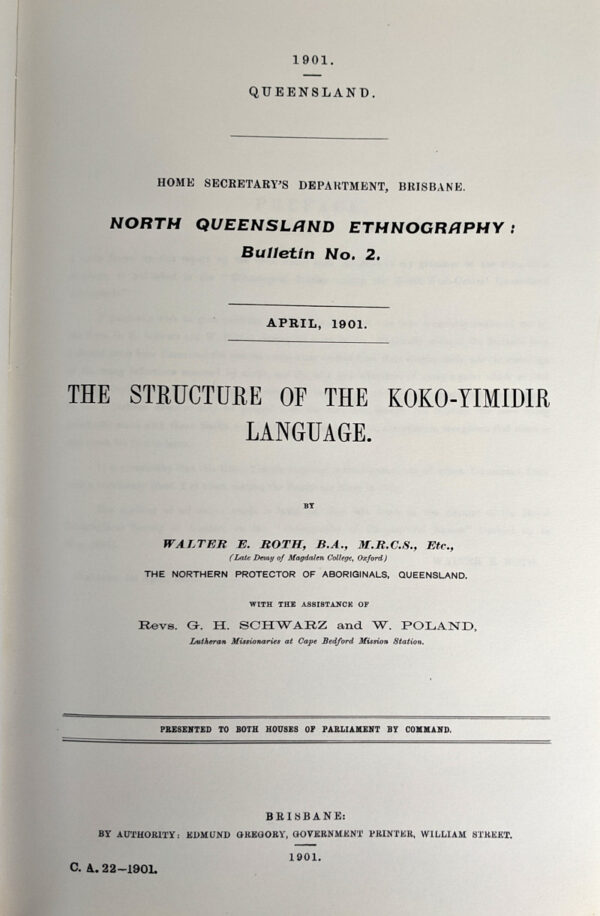 1901.
QUEENSLAND.
HOME SECRETARY'S DEPARTMENT, BRISBANE.
NORTH QUEENSLAND ETHNOGRAPHY:
Bulletin No. 2.
APRIL, 1901.
THE STRUCTURE OF THE KOKO-YIMIDIR
LANGUAGE.
BY
WALTER E. ROTH, B.A., M.R.C.S., Etc.,
(Late Demy of Magdalen College, Oxford)
THE NORTHERN PROTECTOR OF ABORIGINALS, QUEENSLAND.
WITH THE ASSISTANCE OF
Revs. G. H. SCHWARZ and W. POLAND,
Lutheran Missionaries at Cape Bedford Mission Station.
PRESENTED TO BOTH HOUSES OF PARLIAMENT BY COMMAND.
BRISBANE:
BY AUTHORITY: EDMUND GREGORY, GOVERNMENT PRINTER, WILLIAM STREET.
1901.
C. A. 22—1901.